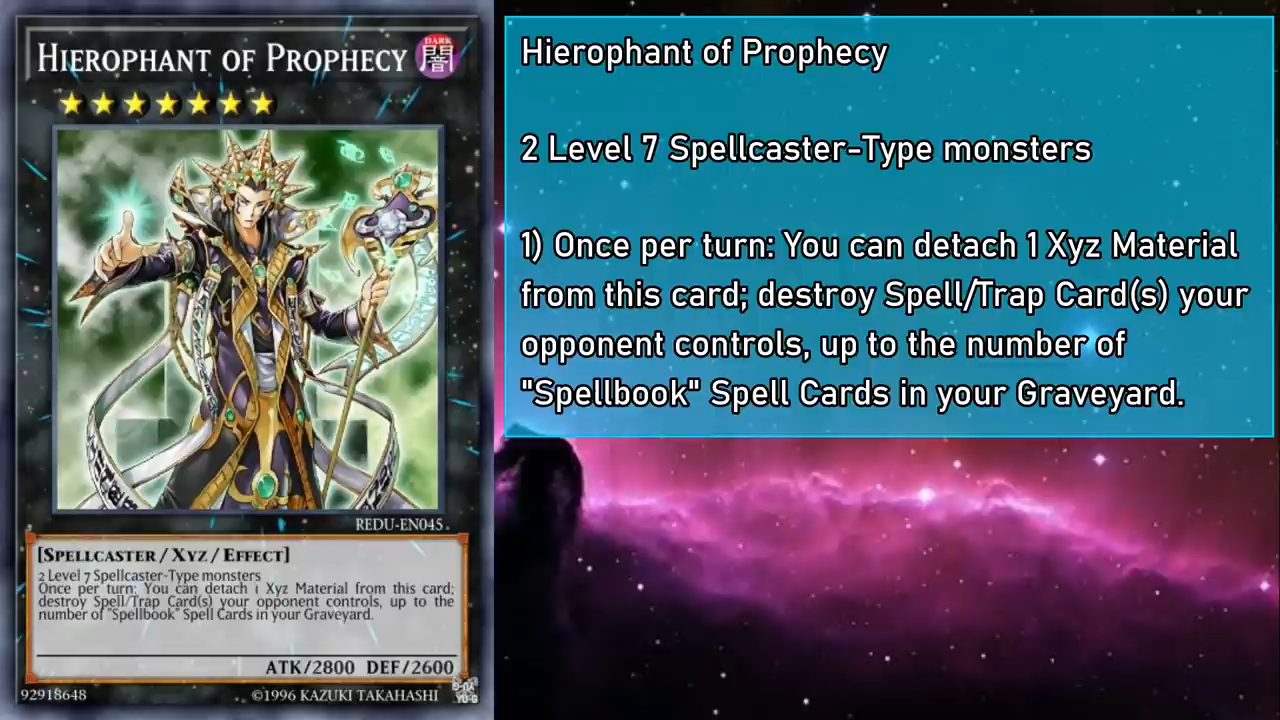 HIEROPHANT OF PROPHECY
DARK
闇
REDU-EN045
[SPELLCASTER / XYZ / EFFECT]
2 Level 7 Spellcaster-Type monsters
Once per turn: You can detach 1 Xyz Material from this card;
destroy Spell/Trap Card(s) your opponent controls, up to the
number of "Spellbook" Spell Cards in your Graveyard.
ATK/2800 DEF/2600
92918648
©1996 KAZUKI TAKAHASHI
Hierophant of Prophecy
2 Level 7 Spellcaster-Type monsters
1) Once per turn: You can detach 1 Xyz Material
from this card; destroy Spell/Trap Card(s) your
opponent controls, up to the number of
"Spellbook" Spell Cards in your Graveyard.